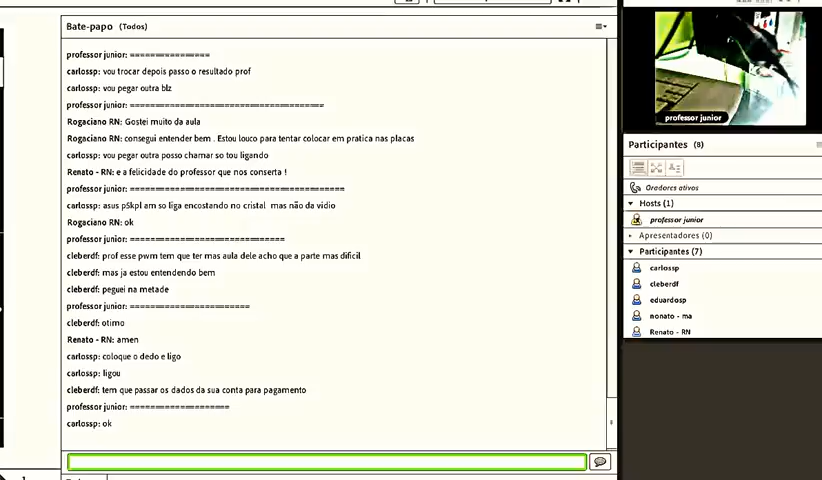 Bate-papo (Todos)
professor junior: ================
carlossp: vou trocar depois passo o resultado prof
carlossp: vou pegar outra blz
professor junior: =======================================
Rogaciano RN: Gostei muito da aula
Rogaciano RN: consegui entender bem . Estou louco para tentar colocar em pratica nas placas
carlossp: vou pegar outra posso chamar so tou ligando
Renato - RN: e a felicidade do professor que nos conserta !
professor junior: ===========================================
carlossp: asus p5kpl am so liga encostando no cristal mas não da vidio
Rogaciano RN: ok
professor junior: ===============================
cleberdf: prof esse pwm tem que ter mas aula dele acho que a parte mas dificil
cleberdf: mas ja estou entendendo bem
cleberdf: peguei na metade
professor junior: ========================
cleberdf: otimo
Renato - RN: amen
carlossp: coloque o dedo e ligo
carlossp: ligou
cleberdf: tem que passar os dados da sua conta para pagamento
professor junior: ====================
carlossp: ok
professor junior
Participantes (8)
Oradores ativos
Hosts (1)
professor junior
Apresentadores (0)
Participantes (7)
carlossp
cleberdf
eduardosp
nonato - ma
Renato - RN